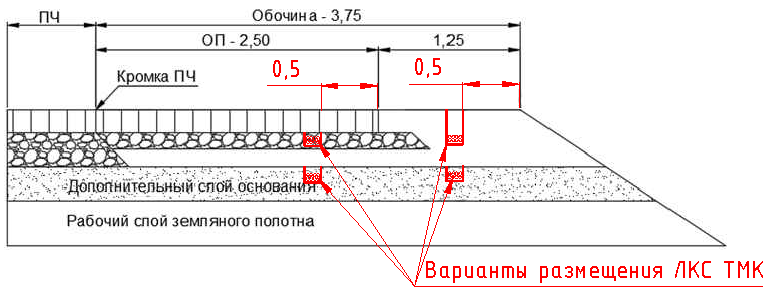 ПЧ
Обочина - 3,75
ОП - 2,50
1,25
Кромка ПЧ
0,5
0,5
Дополнительный слой основания
Рабочий слой земляного полотна
Варианты размещения ЛКС ТМК